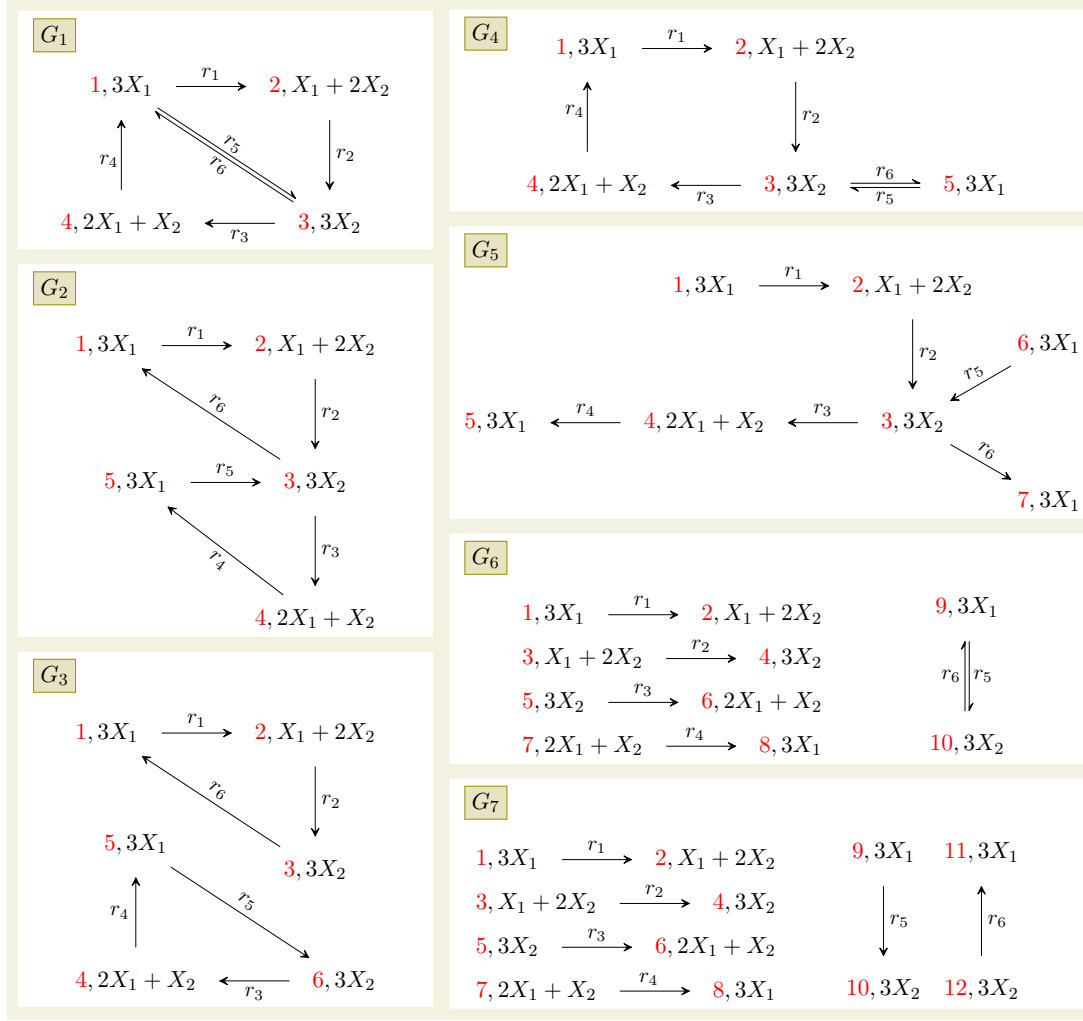 G1
1, 3X1 r1 2, X1 + 2X2
r5
r6
r4 r2
4, 2X1 + X2 r3 3, 3X2
G2
1, 3X1 r1 2, X1 + 2X2
r6 r2
5, 3X1 r5 3, 3X2
r4 r3
4, 2X1 + X2
G3
1, 3X1 r1 2, X1 + 2X2
r6 r2
5, 3X1 3, 3X2
r4 r5
4, 2X1 + X2 r3 6, 3X2
G4
1, 3X1 r1 2, X1 + 2X2
r4 r2
4, 2X1 + X2 r3 3, 3X2 r6 r5 5, 3X1
G5
1, 3X1 r1 2, X1 + 2X2
r2 6, 3X1
r5
5, 3X1 r4 4, 2X1 + X2 r3 3, 3X2
r6
7, 3X1
G6
1, 3X1 r1 2, X1 + 2X2
3, X1 + 2X2 r2 4, 3X2
5, 3X2 r3 6, 2X1 + X2
7, 2X1 + X2 r4 8, 3X1
9, 3X1
r6 r5
10, 3X2
G7
1, 3X1 r1 2, X1 + 2X2
3, X1 + 2X2 r2 4, 3X2
5, 3X2 r3 6, 2X1 + X2
7, 2X1 + X2 r4 8, 3X1
9, 3X1 11, 3X1
r5 r6
10, 3X2 12, 3X2